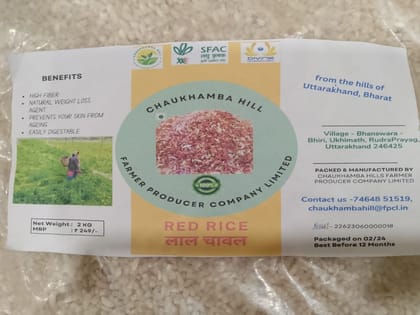 SFAC
DIVINE
BENEFITS
• HIGH FIBER
• NATURAL WEIGHT LOSS
AGENT
• PREVENTS YOUR SKIN FROM
AGEING
• EASILY DIGESTABLE
CHAUKHAMBA HILL
FARMER PRODUCER COMPANY LIMITED
RED RICE
लाल चावल
Net Weight : 2 KG
MRP : ₹ 249/-
from the hills of
Uttarakhand, Bharat
Village - Bhanswara -
Bhiri, Ukhimath, RudraPrayag,
Uttarakhand 246425
PACKED & MANUFACTURED BY
CHAUKHAMBA HILLS FARMER
PRODUCER COMPANY LIMITED
Contact us -74648 51519,
chaukhambahill@fpcl.in
fssai - 22623060000018
Packaged on 02/24
Best Before 12 Months